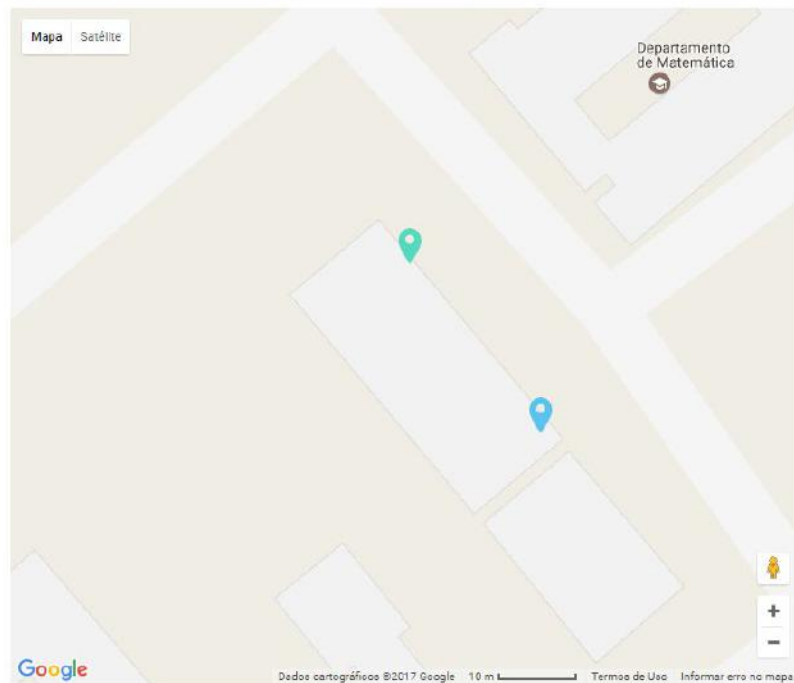 Mapa Satélite
Departamento
de Matemática
Google
Dados cartográficos ©2017 Google 10 m Termos de Uso Informar erro no mapa